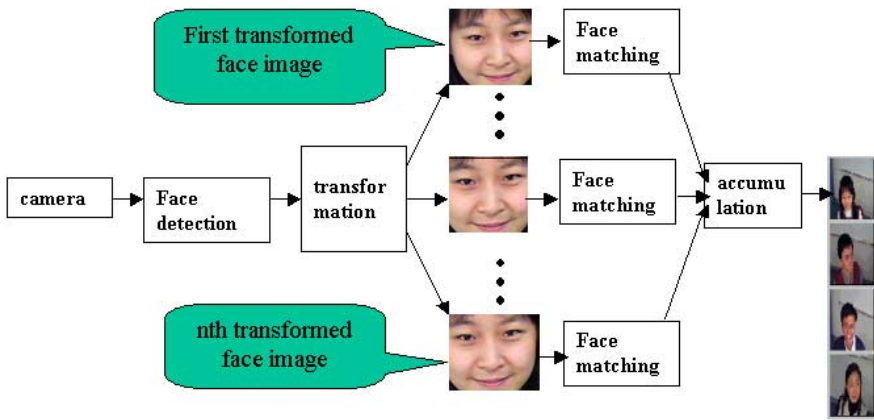 First transformed
face image
Face
matching
camera
Face
detection
transfor
mation
Face
matching
accumu
lation
nth transformed
face image
Face
matching